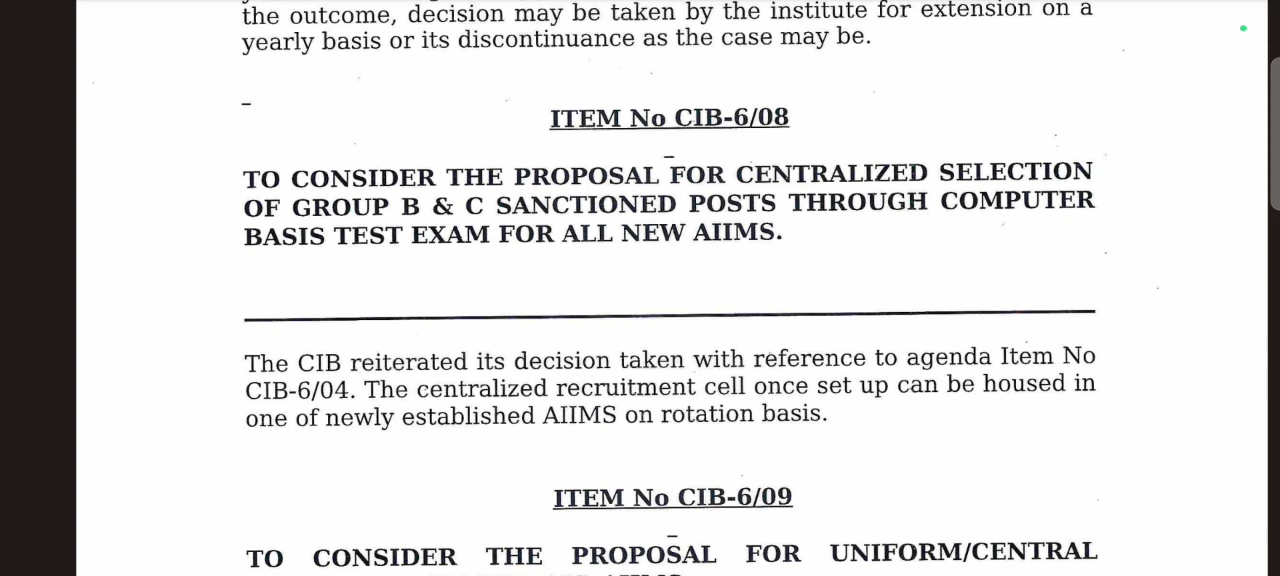 the outcome, decision may be taken by the institute for extension on a
yearly basis or its discontinuance as the case may be.
ITEM No CIB-6/08
TO CONSIDER THE PROPOSAL FOR CENTRALIZED SELECTION
OF GROUP B & C SANCTIONED POSTS THROUGH COMPUTER
BASIS TEST EXAM FOR ALL NEW AIIMS.
The CIB reiterated its decision taken with reference to agenda Item No
CIB-6/04. The centralized recruitment cell once set up can be housed in
one of newly established AIIMS on rotation basis.
ITEM No CIB-6/09
TO CONSIDER THE PROPOSAL FOR UNIFORM/CENTRAL